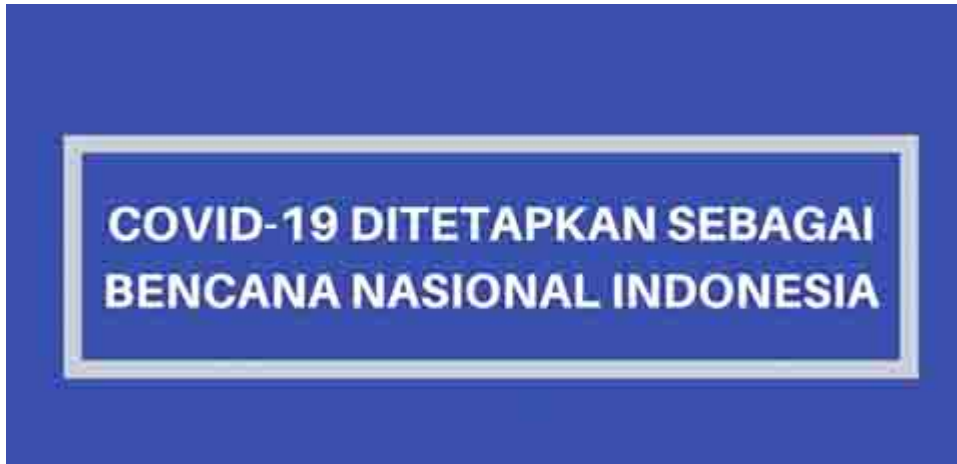 COVID-19 DITETAPKAN SEBAGAI
BENCANA NASIONAL INDONESIA